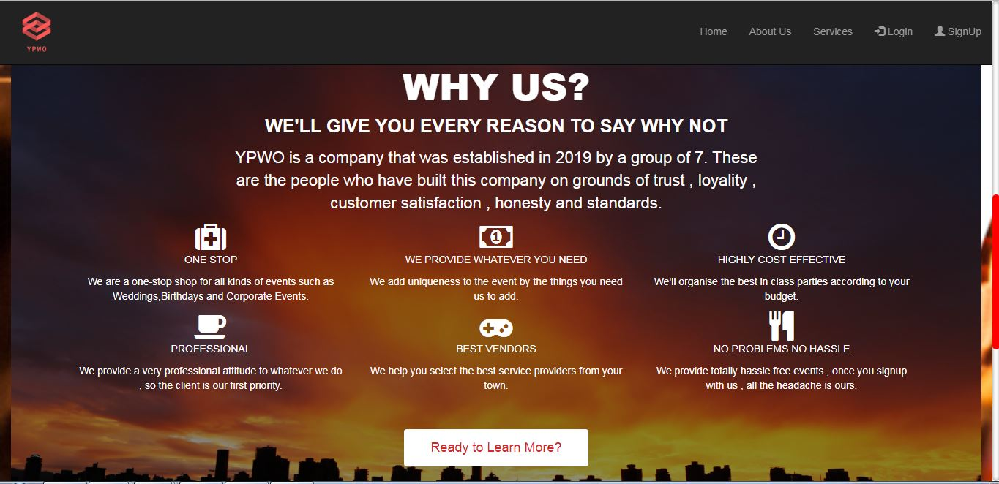 YPWO
Home About Us Services Login SignUp
WHY US?
WE'LL GIVE YOU EVERY REASON TO SAY WHY NOT
YPWO is a company that was established in 2019 by a group of 7. These
are the people who have built this company on grounds of trust , loyality ,
customer satisfaction , honesty and standards.
ONE STOP
We are a one-stop shop for all kinds of events such as
Weddings,Birthdays and Corporate Events.
1
WE PROVIDE WHATEVER YOU NEED
We add uniqueness to the event by the things you need
us to add.
HIGHLY COST EFFECTIVE
We'll organise the best in class parties according to your
budget.
PROFESSIONAL
We provide a very professional attitude to whatever we do
, so the client is our first priority.
BEST VENDORS
We help you select the best service providers from your
town.
NO PROBLEMS NO HASSLE
We provide totally hassle free events , once you signup
with us , all the headache is ours.
Ready to Learn More?